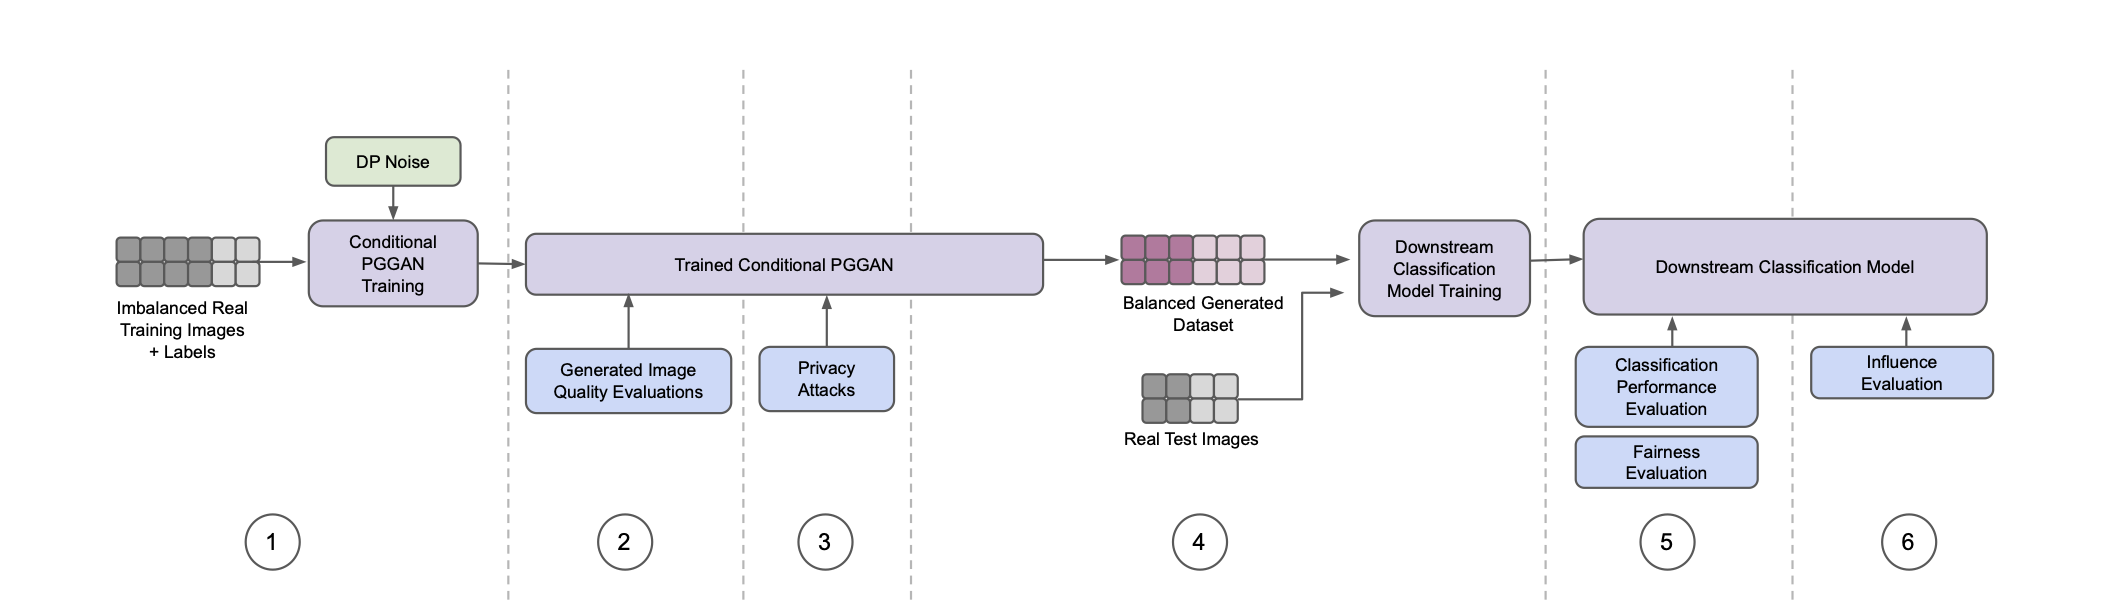 DP Noise
Imbalanced Real
Training Images
+ Labels
Conditional
PGGAN
Training
Trained Conditional PGGAN
Generated Image
Quality Evaluations
Privacy
Attacks
Balanced Generated
Dataset
Real Test Images
Downstream
Classification
Model Training
Downstream Classification Model
Classification
Performance
Evaluation
Fairness
Evaluation
Influence
Evaluation
1
2
3
4
5
6